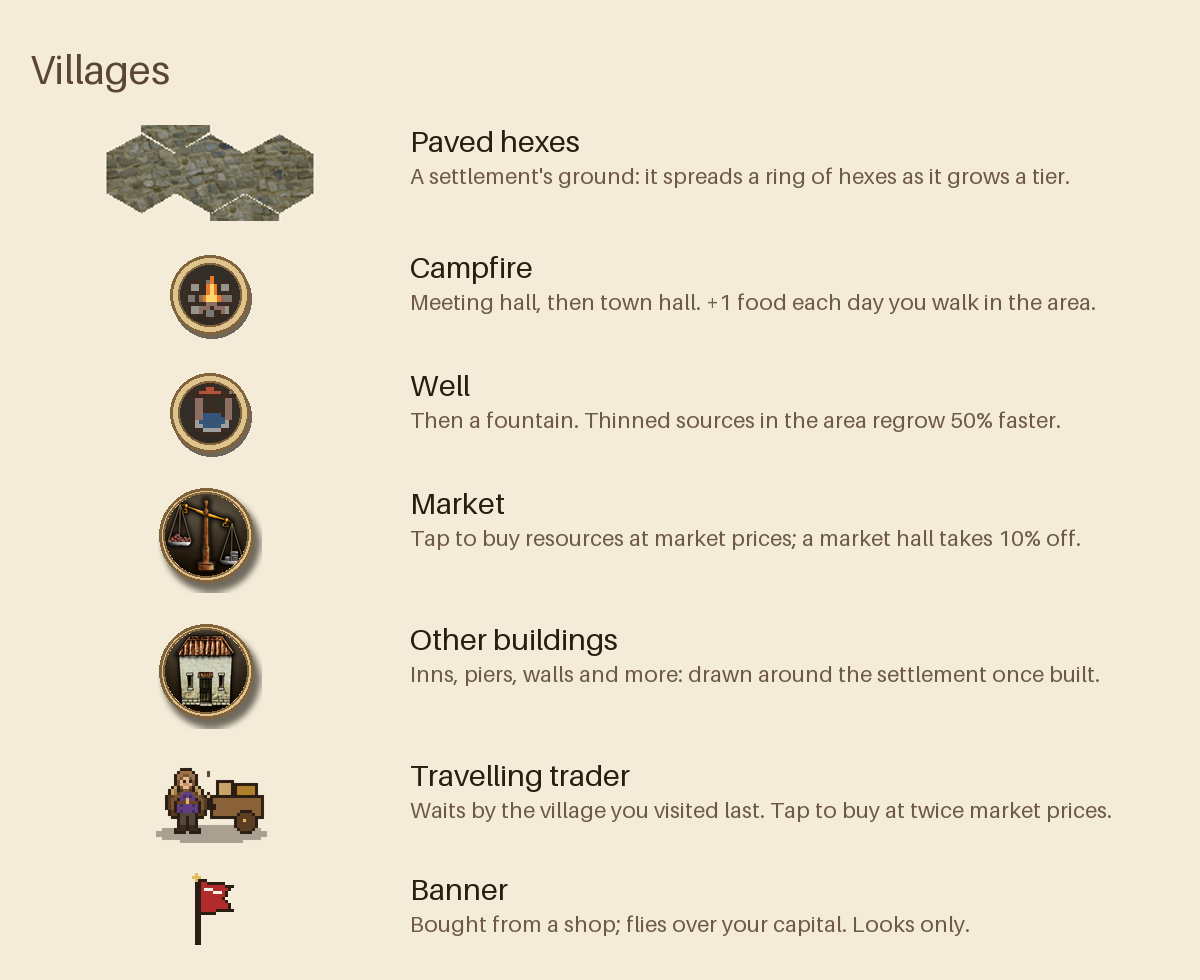 Villages
Paved hexes
A settlement's ground: it spreads a ring of hexes as it grows a tier.
Campfire
Meeting hall, then town hall. +1 food each day you walk in the area.
Well
Then a fountain. Thinned sources in the area regrow 50% faster.
Market
Tap to buy resources at market prices; a market hall takes 10% off.
Other buildings
Inns, piers, walls and more: drawn around the settlement once built.
Travelling trader
Waits by the village you visited last. Tap to buy at twice market prices.
Banner
Bought from a shop; flies over your capital. Looks only.